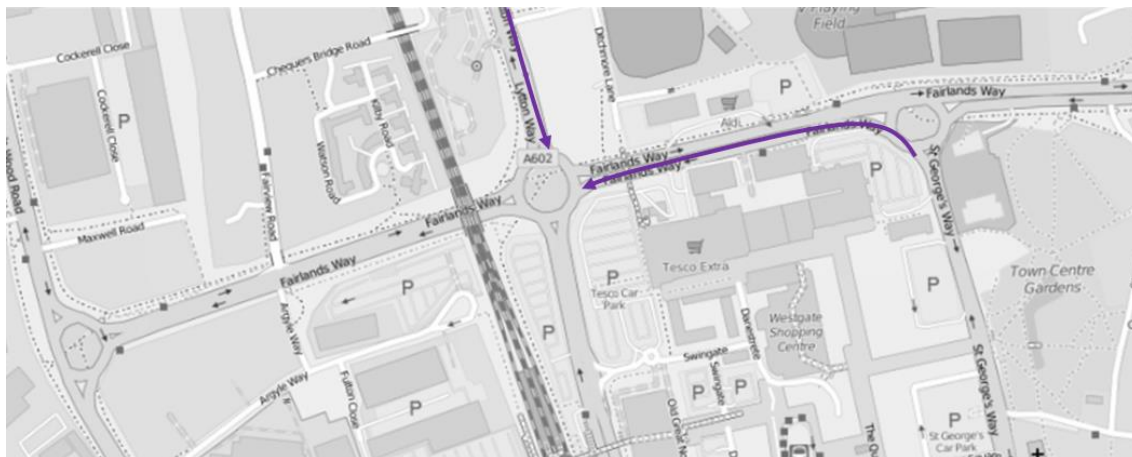 Cockerell Close
Cockerell Close
P
Chequers Bridge Road
Kilby Road
Watson Road
Lytton Way
Ditchmore Lane
Playing
Field
P
Aldi
Fairlands Way
A602
Fairlands Way
Fairlands Way
Fairlands Way
Fairview Road
Maxwell Road
Fairlands Way
Fairlands Way
St George's Way
P
P
Tesco Extra
P
Tesco Car
Park
P
Town Centre
Gardens
P
Argyle Way
P
Westgate
Shopping
Centre
Danestrete
Swingate
Swingate
P
P
St George's Way
Argyle Way
Fulton Close
P
P
St George's
Car Park